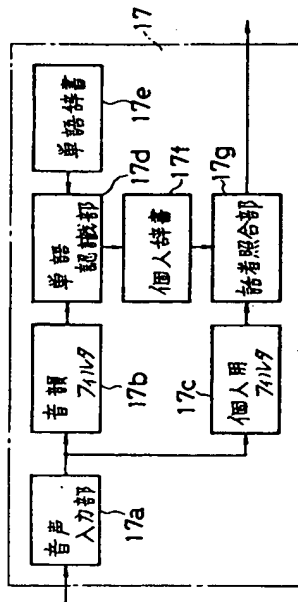 17
音声
入力部
17a
音韻
フィルタ
17b
個人用
フィルタ
17c
単語
認識部
17d
単語辞書
17e
個人辞書
17f
話者照合部
17g